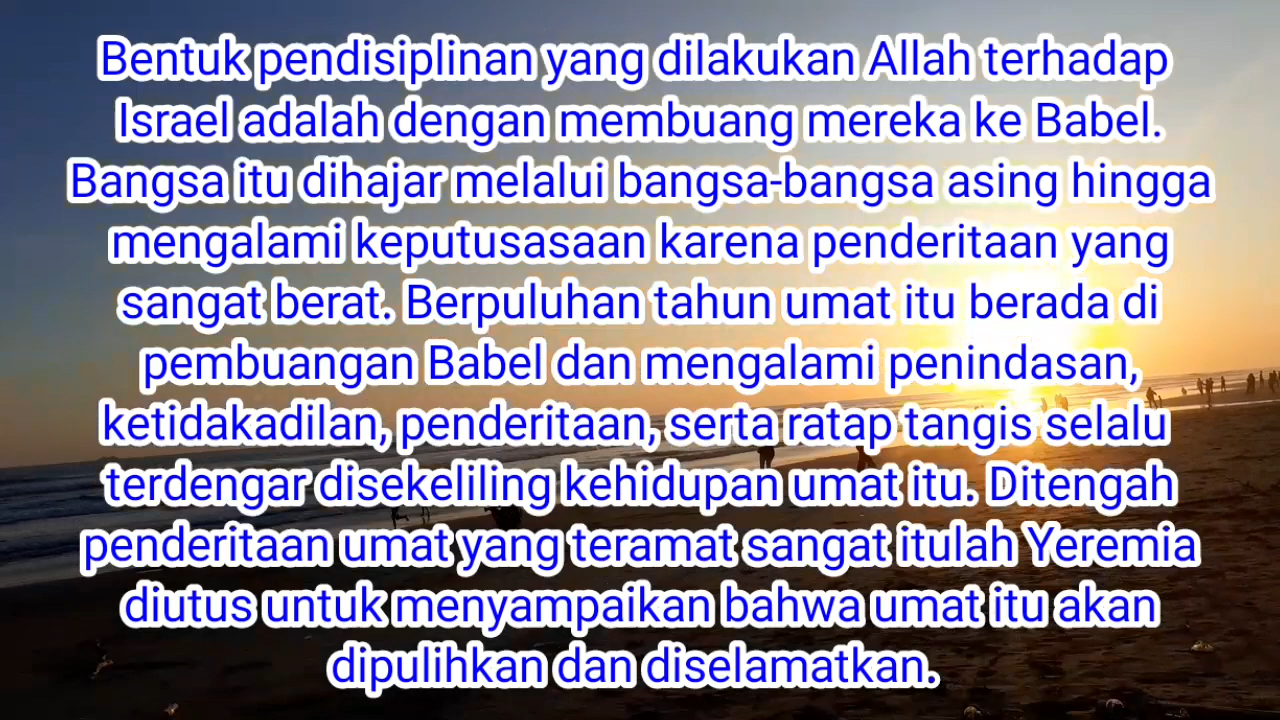 Bentuk pendisiplinan yang dilakukan Allah terhadap
Israel adalah dengan membuang mereka ke Babel.
Bangsa itu dihajar melalui bangsa-bangsa asing hingga
mengalami keputusasaan karena penderitaan yang
sangat berat. Berpuluhan tahun umat itu berada di
pembuangan Babel dan mengalami penindasan,
ketidakadilan, penderitaan, serta ratap tangis selalu
terdengar disekeliling kehidupan umat itu. Ditengah
penderitaan umat yang teramat sangat itulah Yeremia
diutus untuk menyampaikan bahwa umat itu akan
dipulihkan dan diselamatkan.